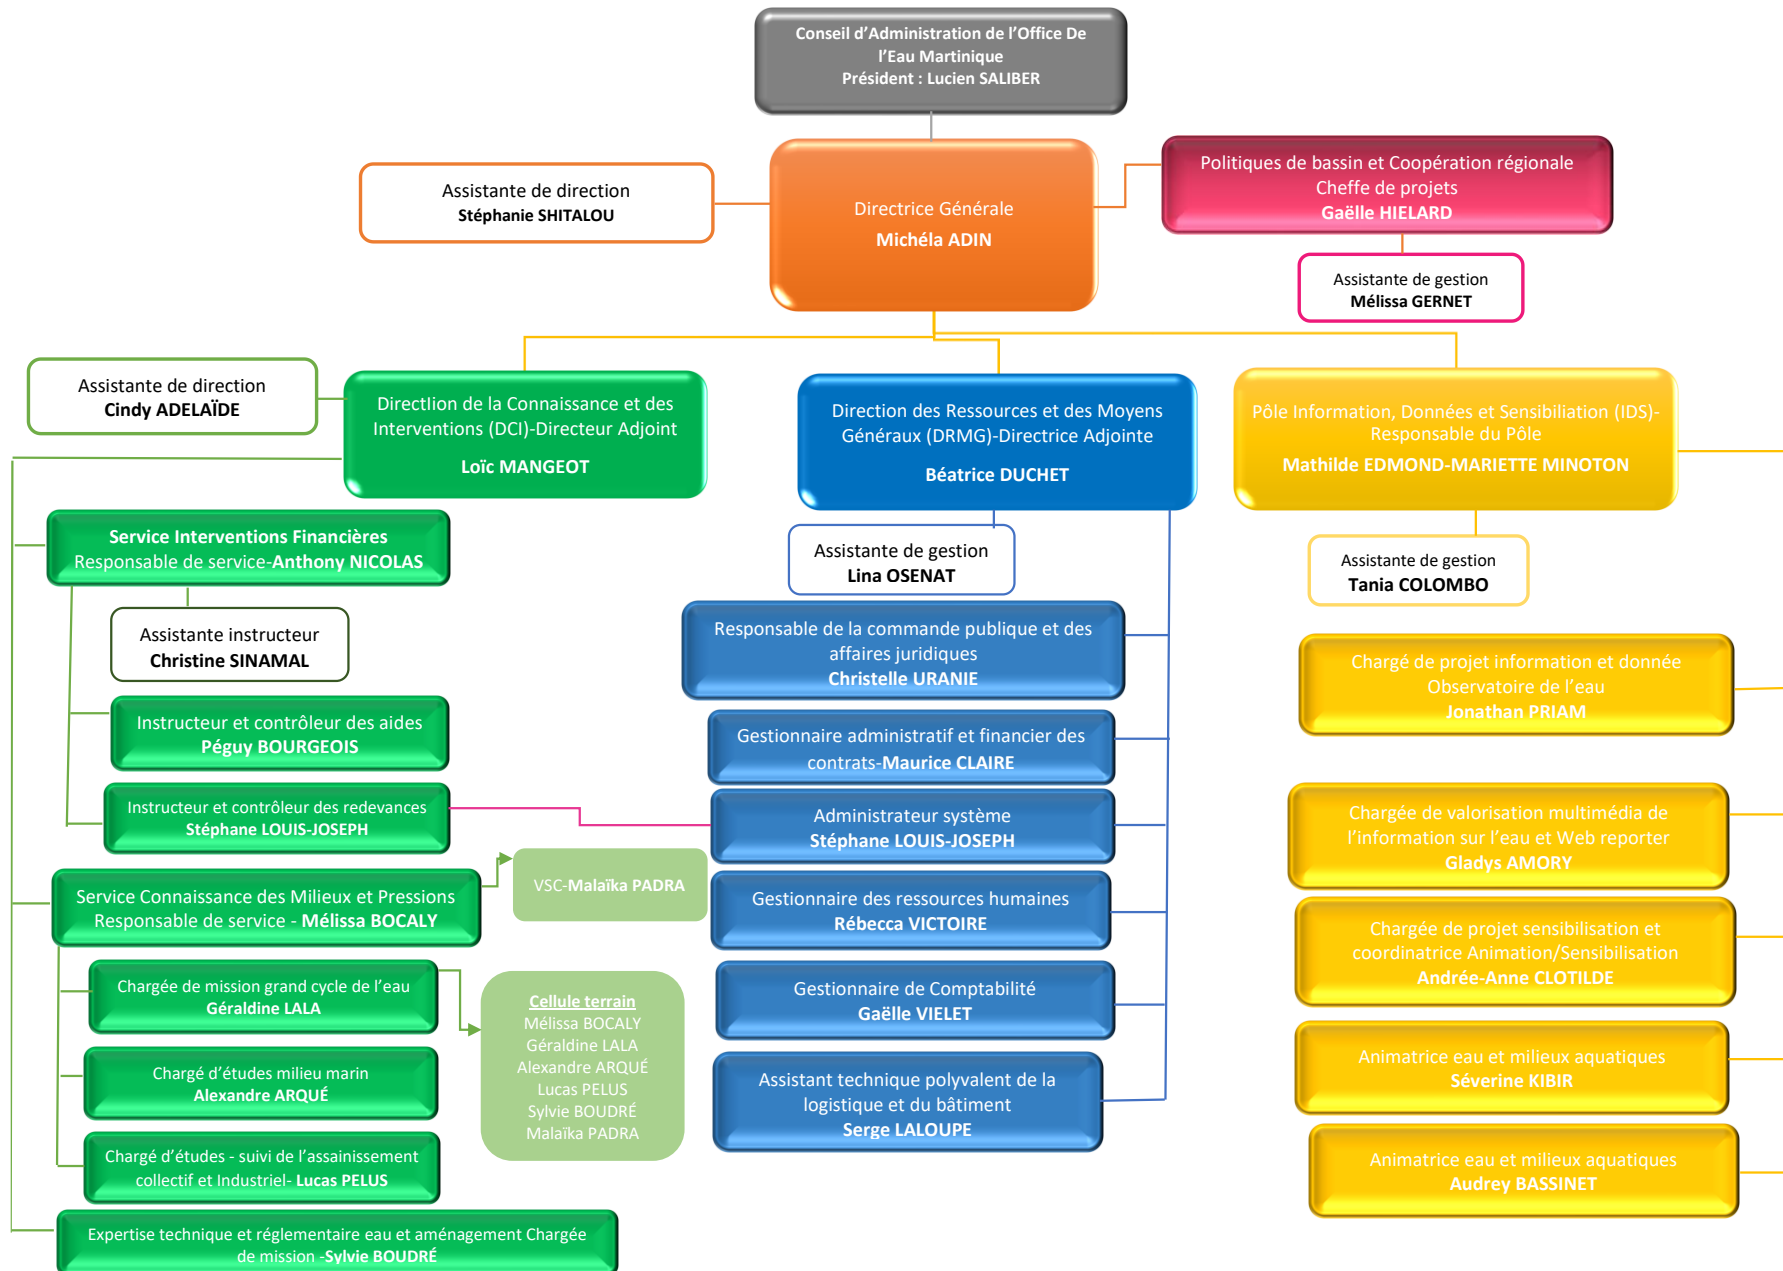 Conseil d'Administration de l'Office De
l'Eau Martinique
Président : Lucien SALIBER
Assistante de direction
Stéphanie SHITALOU
Directrice Générale
Michéla ADIN
Politiques de bassin et Coopération régionale
Cheffe de projets
Gaëlle HIELARD
Assistante de gestion
Mélissa GERNET
Assistante de direction
Cindy ADELAÏDE
DirectIion de la Connaissance et des
Interventions (DCI)-Directeur Adjoint
Loïc MANGEOT
Direction des Ressources et des Moyens
Généraux (DRMG)-Directrice Adjointe
Béatrice DUCHET
Pôle Information, Données et Sensibiliation (IDS)-
Responsable du Pôle
Mathilde EDMOND-MARIETTE MINOTON
Service Interventions Financières
Responsable de service-Anthony NICOLAS
Assistante instructeur
Christine SINAMAL
Instructeur et contrôleur des aides
Péguy BOURGEOIS
Instructeur et contrôleur des redevances
Stéphane LOUIS-JOSEPH
Service Connaissance des Milieux et Pressions
Responsable de service - Mélissa BOCALY
VSC-Malaïka PADRA
Chargée de mission grand cycle de l'eau
Géraldine LALA
Chargé d'études milieu marin
Alexandre ARQUÉ
Chargé d'études - suivi de l'assainissement
collectif et Industriel- Lucas PELUS
Expertise technique et réglementaire eau et aménagement Chargée
de mission -Sylvie BOUDRÉ
Cellule terrain
Mélissa BOCALY
Géraldine LALA
Alexandre ARQUÉ
Lucas PELUS
Sylvie BOUDRÉ
Malaïka PADRA
Assistante de gestion
Lina OSENAT
Responsable de la commande publique et des
affaires juridiques
Christelle URANIE
Gestionnaire administratif et financier des
contrats-Maurice CLAIRE
Administrateur système
Stéphane LOUIS-JOSEPH
Gestionnaire des ressources humaines
Rébecca VICTOIRE
Gestionnaire de Comptabilité
Gaëlle VIELET
Assistant technique polyvalent de la
logistique et du bâtiment
Serge LALOUPE
Assistante de gestion
Tania COLOMBO
Chargé de projet information et donnée
Observatoire de l'eau
Jonathan PRIAM
Chargée de valorisation multimédia de
l'information sur l'eau et Web reporter
Gladys AMORY
Chargée de projet sensibilisation et
coordinatrice Animation/Sensibilisation
Andrée-Anne CLOTILDE
Animatrice eau et milieux aquatiques
Séverine KIBIR
Animatrice eau et milieux aquatiques
Audrey BASSINET